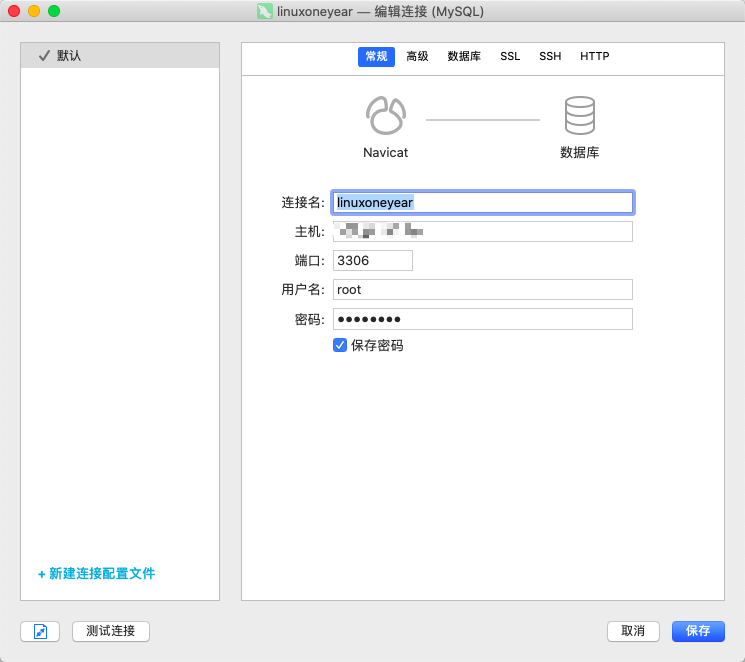 linuxoneyear — 编辑连接 (MySQL)
默认
常规 高级 数据库 SSL SSH HTTP
Navicat 数据库
连接名: linuxoneyear
主机:
端口: 3306
用户名: root
密码: ●●●●●●●●
保存密码
+ 新建连接配置文件
测试连接 取消 保存